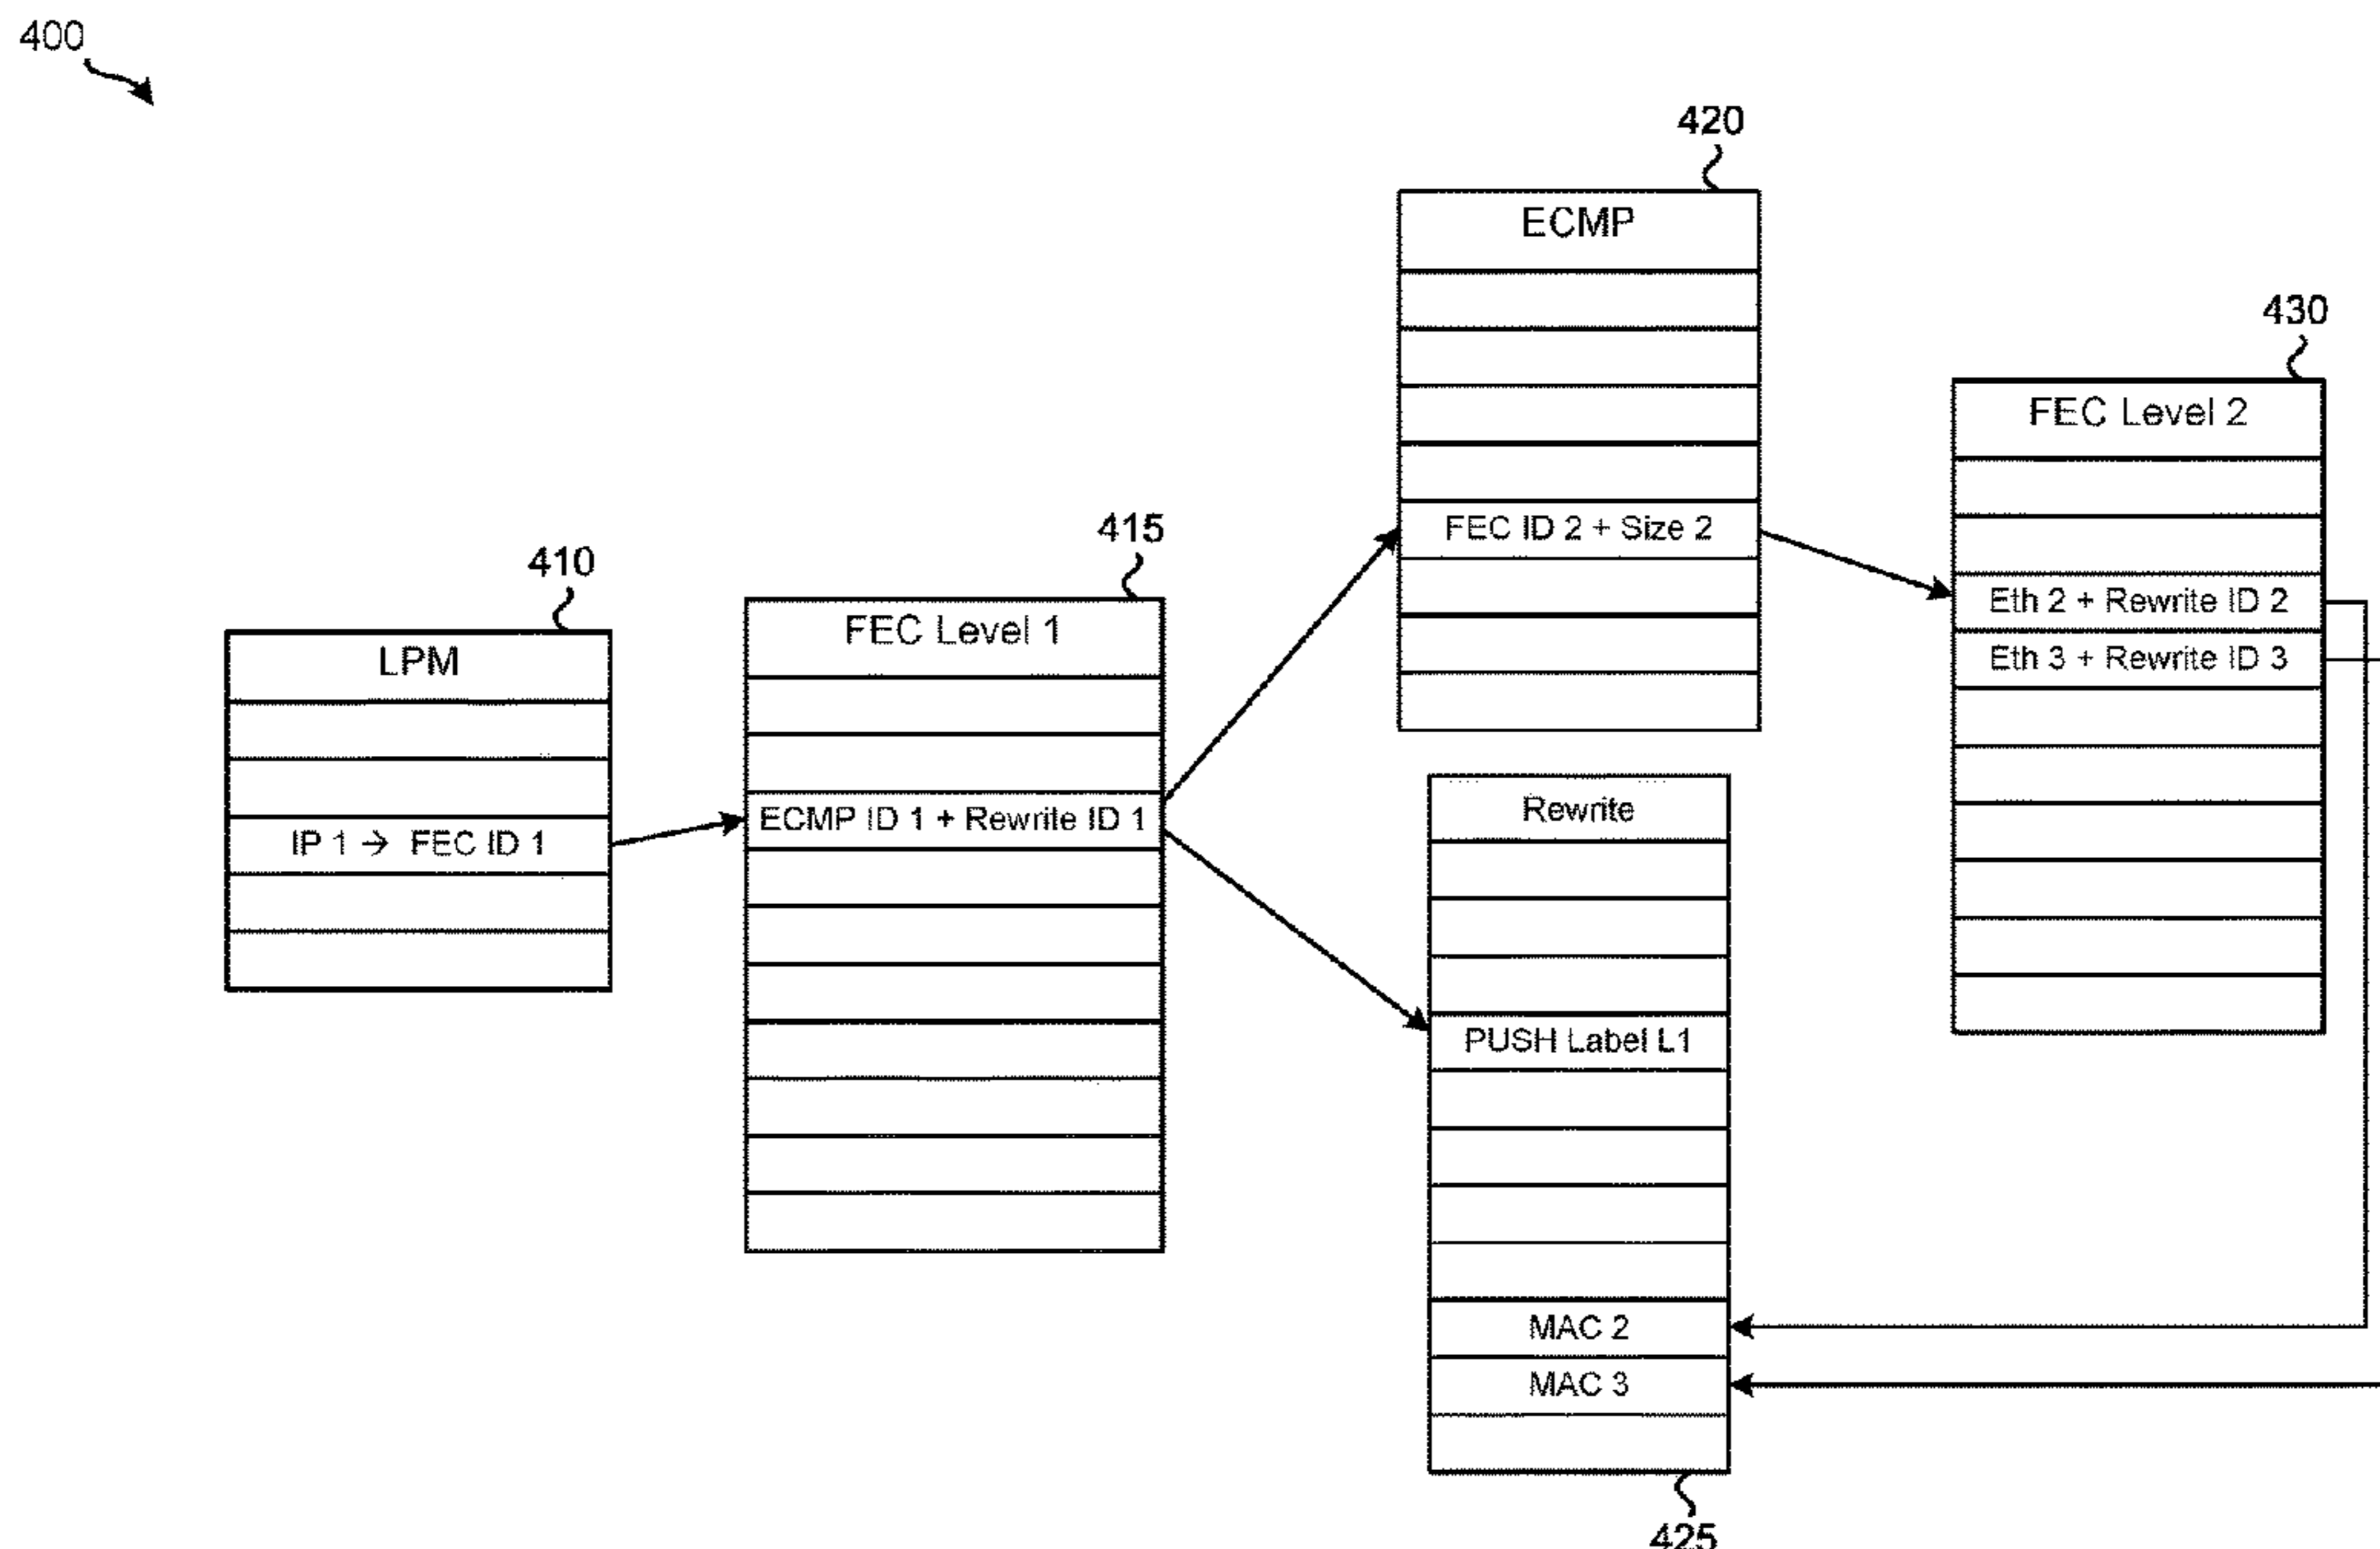 400
420
ECMP
430
FEC Level 2
FEC ID 2 + Size 2
415
410
FEC Level 1
Eth 2 + Rewrite ID 2
LPM
Eth 3 + Rewrite ID 3
ECMP ID 1 + Rewrite ID 1
Rewrite
IP 1 → FEC ID 1
PUSH Label L1
MAC 2
MAC 3
425